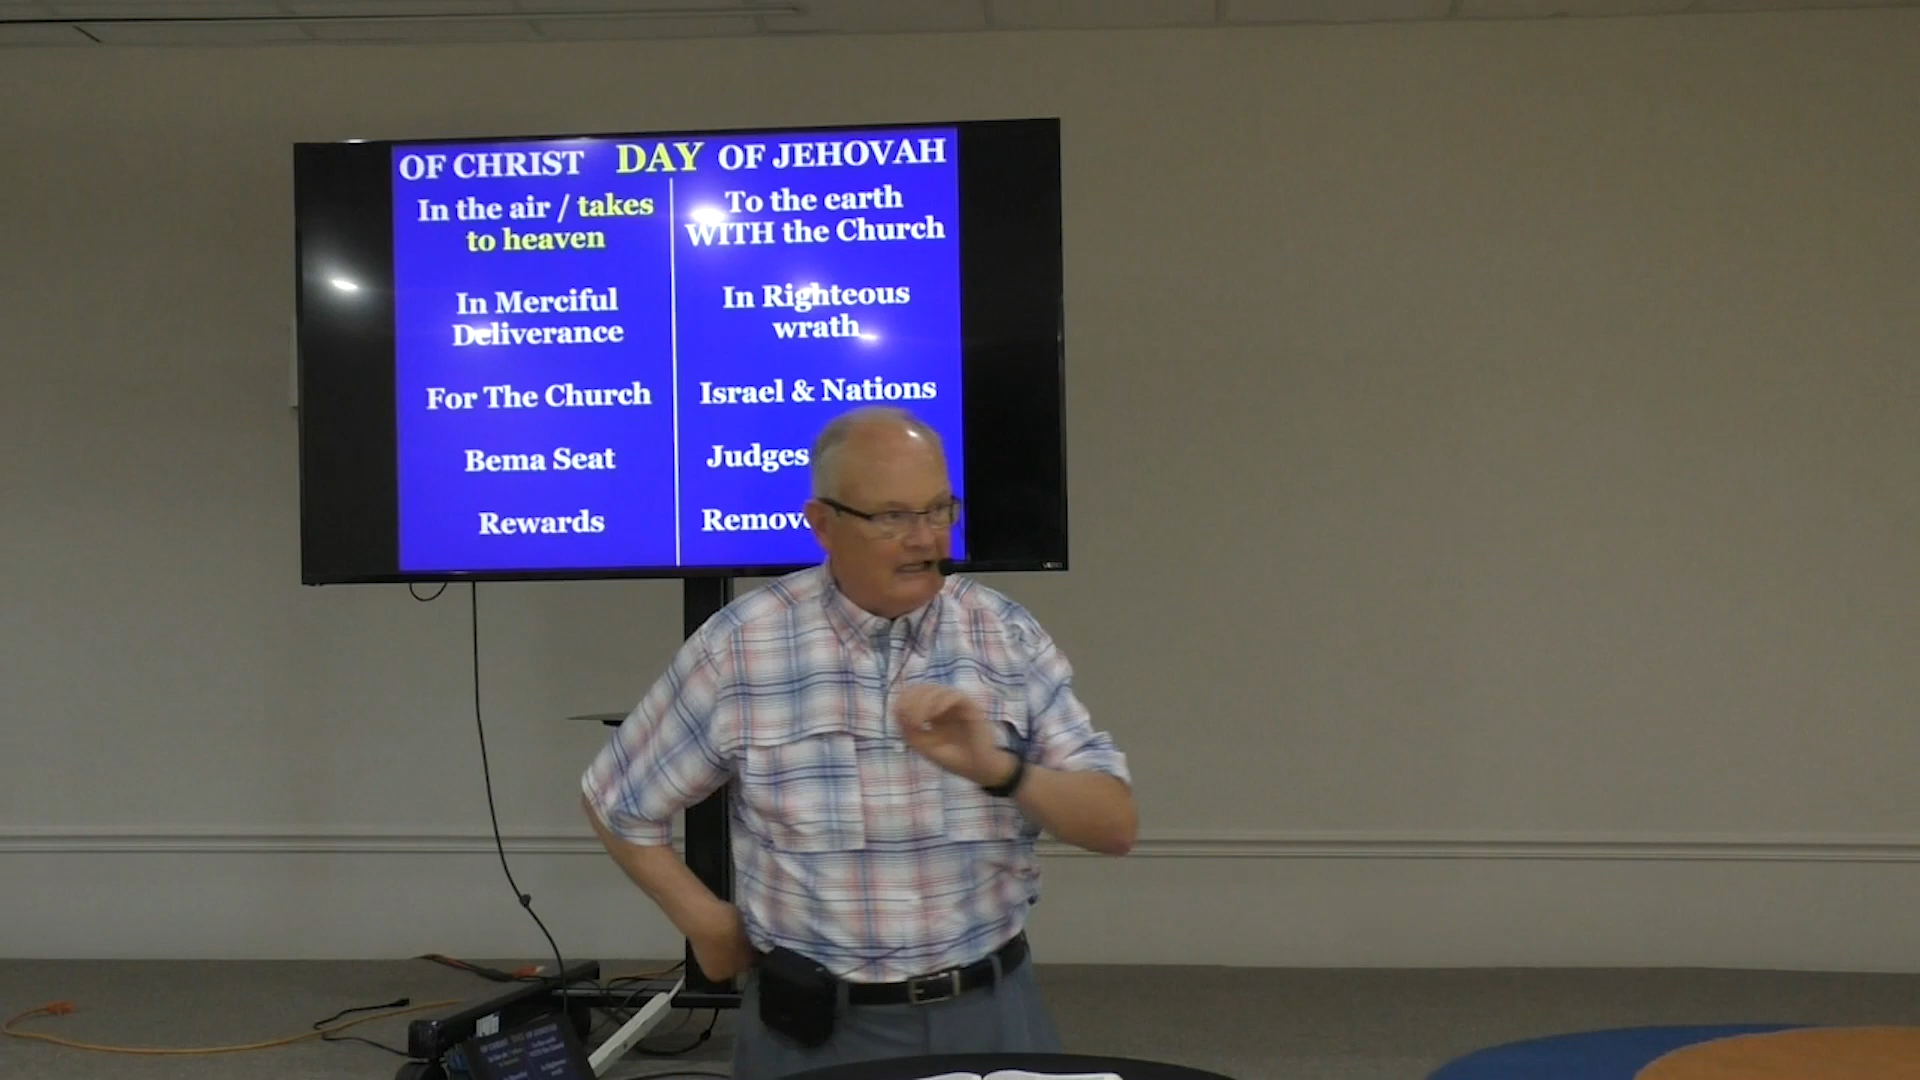 OF CHRIST DAY OF JEHOVAH
In the air / takes
to heaven
In Merciful
Deliverance
For The Church
Bema Seat
Rewards
To the earth
WITH the Church
In Righteous
wrath
Israel & Nations
Judges
VIZIO